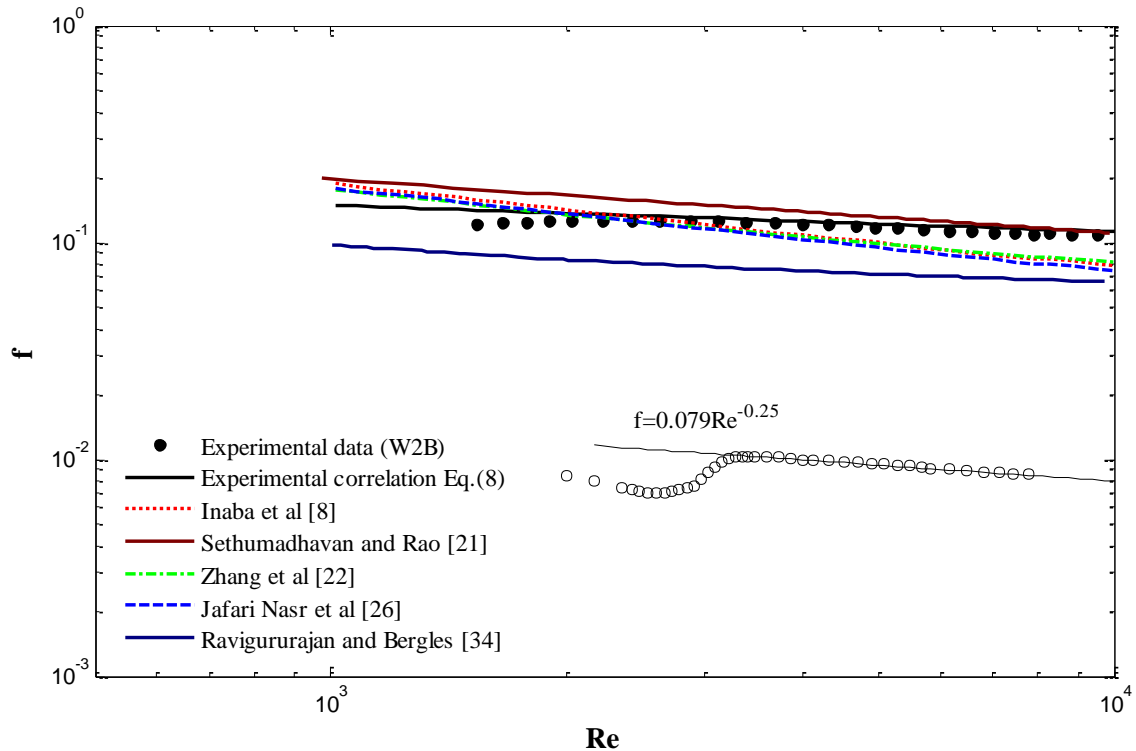 10^0
10^-1
10^-2
10^-3
f
f=0.079Re^-0.25
Experimental data (W2B)
Experimental correlation Eq.(8)
Inaba et al [8]
Sethumadhavan and Rao [21]
Zhang et al [22]
Jafari Nasr et al [26]
Ravigururajan and Bergles [34]
10^3
10^4
Re